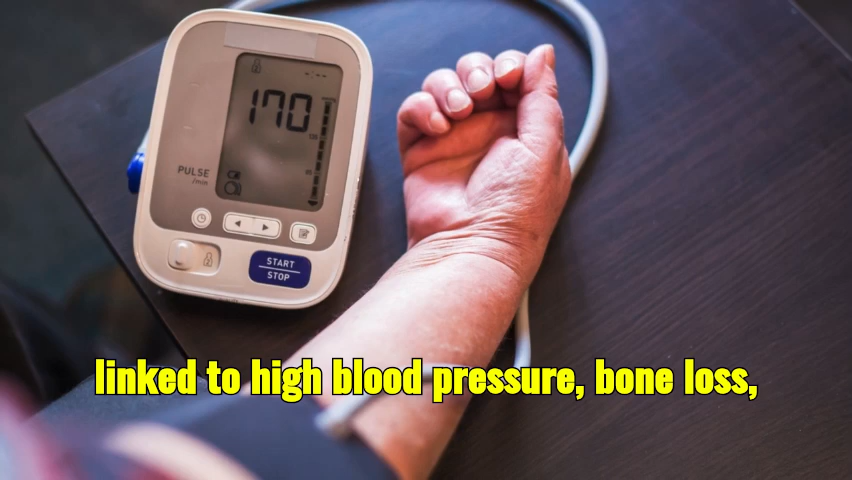 170
PULSE
/min
START
STOP
linked to high blood pressure, bone loss,